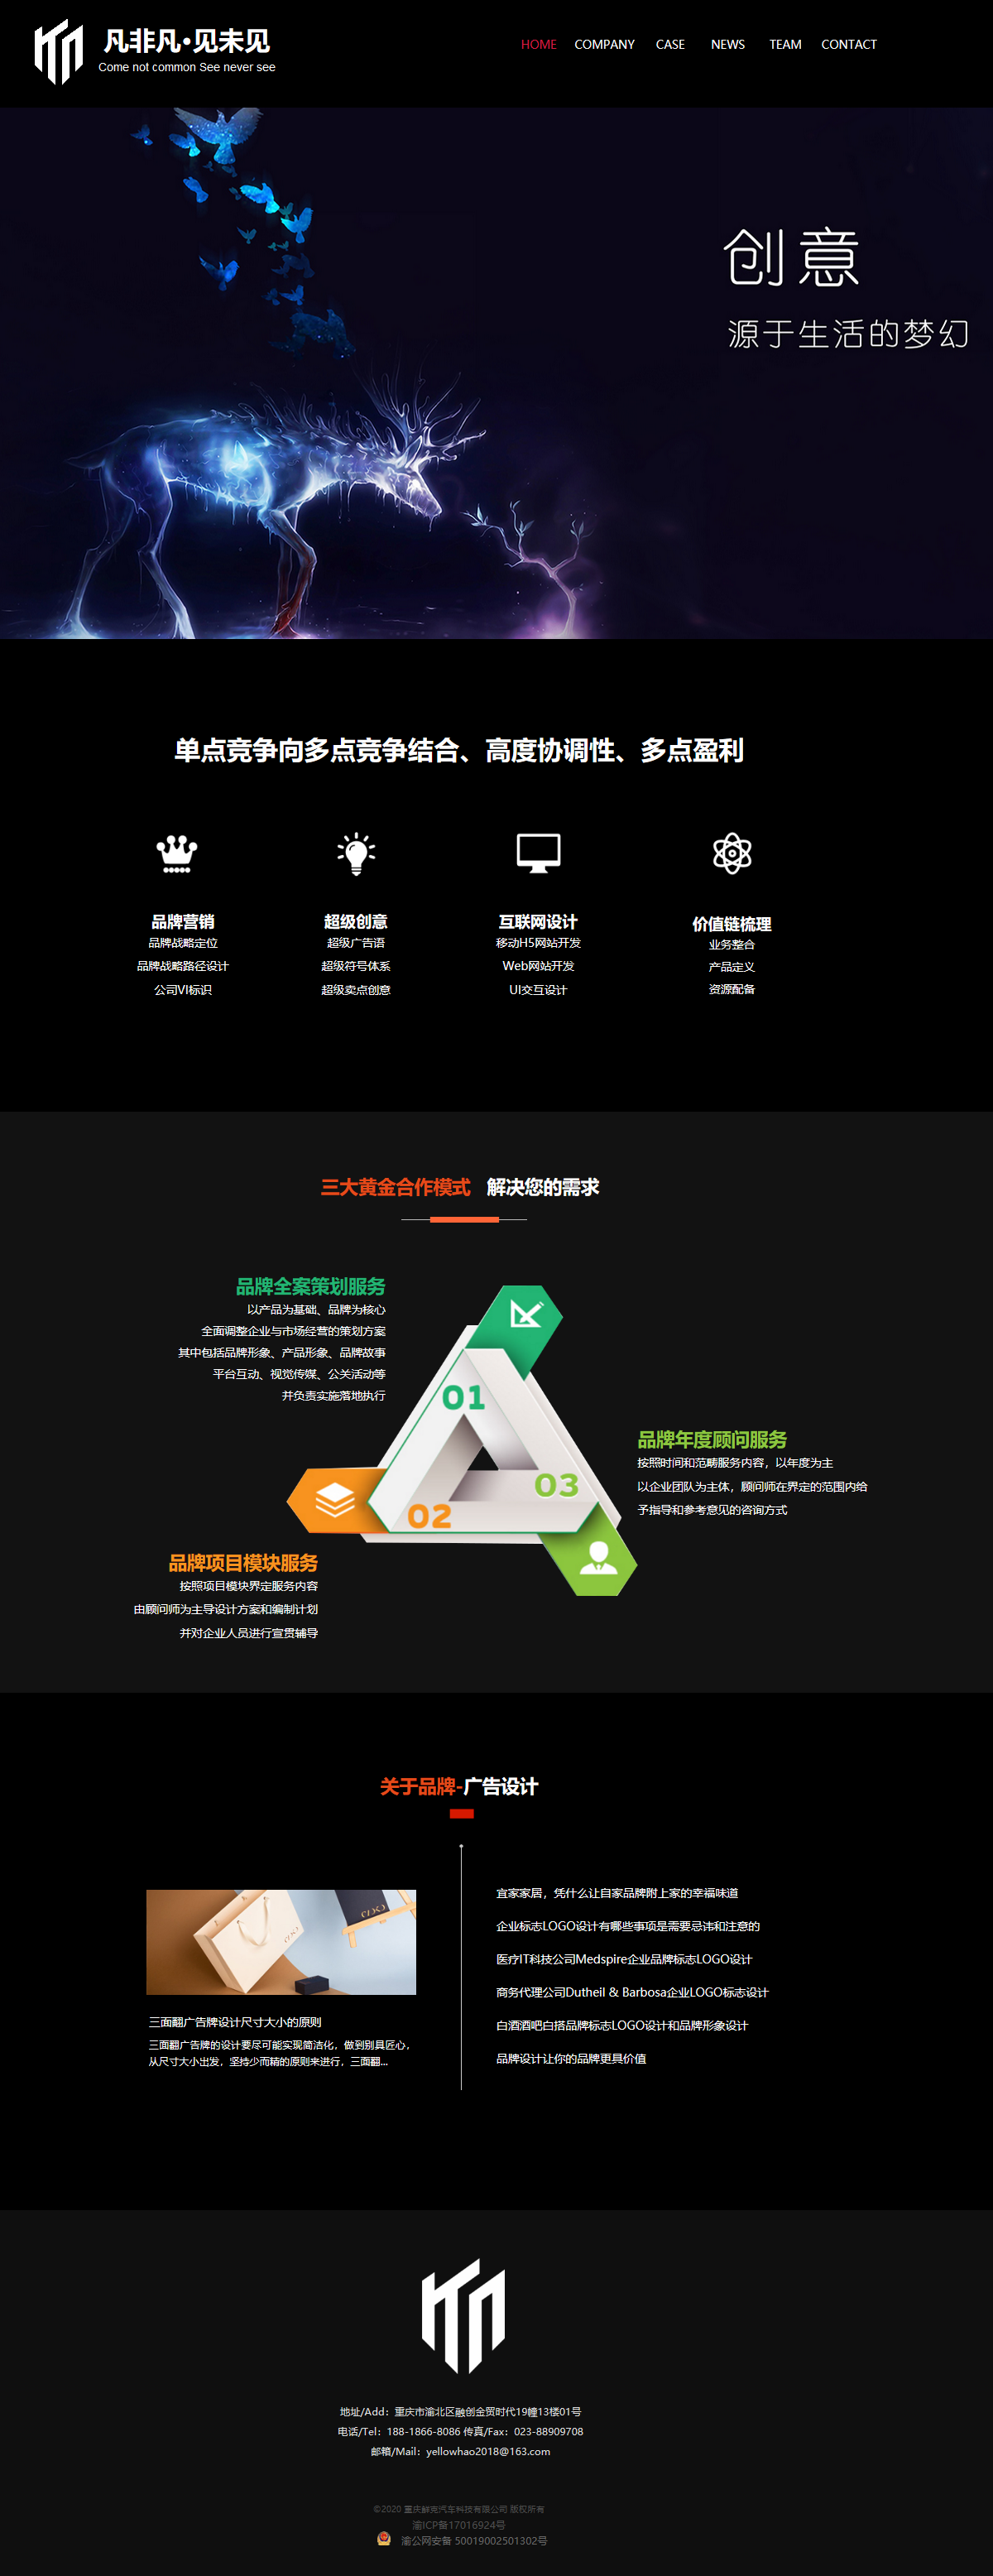 凡非凡·见未见
Come not common See never see
HOME COMPANY CASE NEWS TEAM CONTACT
创意
源于生活的梦幻
单点竞争向多点竞争结合、高度协调性、多点盈利
品牌营销
品牌战略定位
品牌战略路径设计
公司VI标识
超级创意
超级广告语
超级符号体系
超级卖点创意
互联网设计
移动H5网站开发
Web网站开发
UI交互设计
价值链梳理
业务整合
产品定义
资源配备
三大黄金合作模式 解决您的需求
品牌全案策划服务
以产品为基础、品牌为核心
全面调整企业与市场经营的策划方案
其中包括品牌形象、产品形象、品牌故事
平台互动、视觉传媒、公关活动等
并负责实施落地执行
01
02
03
品牌年度顾问服务
按照时间和范畴服务内容，以年度为主
以企业团队为主体，顾问师在界定的范围内给
予指导和参考意见的咨询方式
品牌项目模块服务
按照项目模块界定服务内容
由顾问师为主导设计方案和编制计划
并对企业人员进行宣贯辅导
关于品牌-广告设计
三面翻广告牌设计尺寸大小的原则
三面翻广告牌的设计要尽可能实现简洁化，做到别具匠心，
从尺寸大小出发，坚持少而精的原则来进行，三面翻...
宜家家居，凭什么让自家品牌附上家的幸福味道
企业标志LOGO设计有哪些事项是需要忌讳和注意的
医疗IT科技公司Medspire企业品牌标志LOGO设计
商务代理公司Dutheil & Barbosa企业LOGO标志设计
白酒酒吧白搭品牌标志LOGO设计和品牌形象设计
品牌设计让你的品牌更具价值
地址/Add：重庆市渝北区融创金贸时代19幢13楼01号
电话/Tel：188-1866-8086 传真/Fax：023-88909708
邮箱/Mail：yellowhao2018@163.com
©2020 重庆鲜克汽车科技有限公司 版权所有
渝ICP备17016924号
渝公网安备 50019002501302号